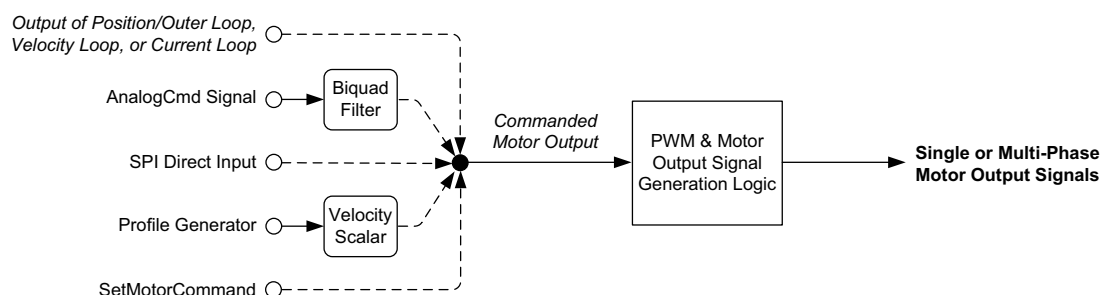 Output of Position/Outer Loop,
Velocity Loop, or Current Loop
AnalogCmd Signal
Biquad
Filter
SPI Direct Input
Commanded
Motor Output
PWM & Motor
Output Signal
Generation Logic
Single or Multi-Phase
Motor Output Signals
Profile Generator
Velocity
Scalar
SetMotorCommand